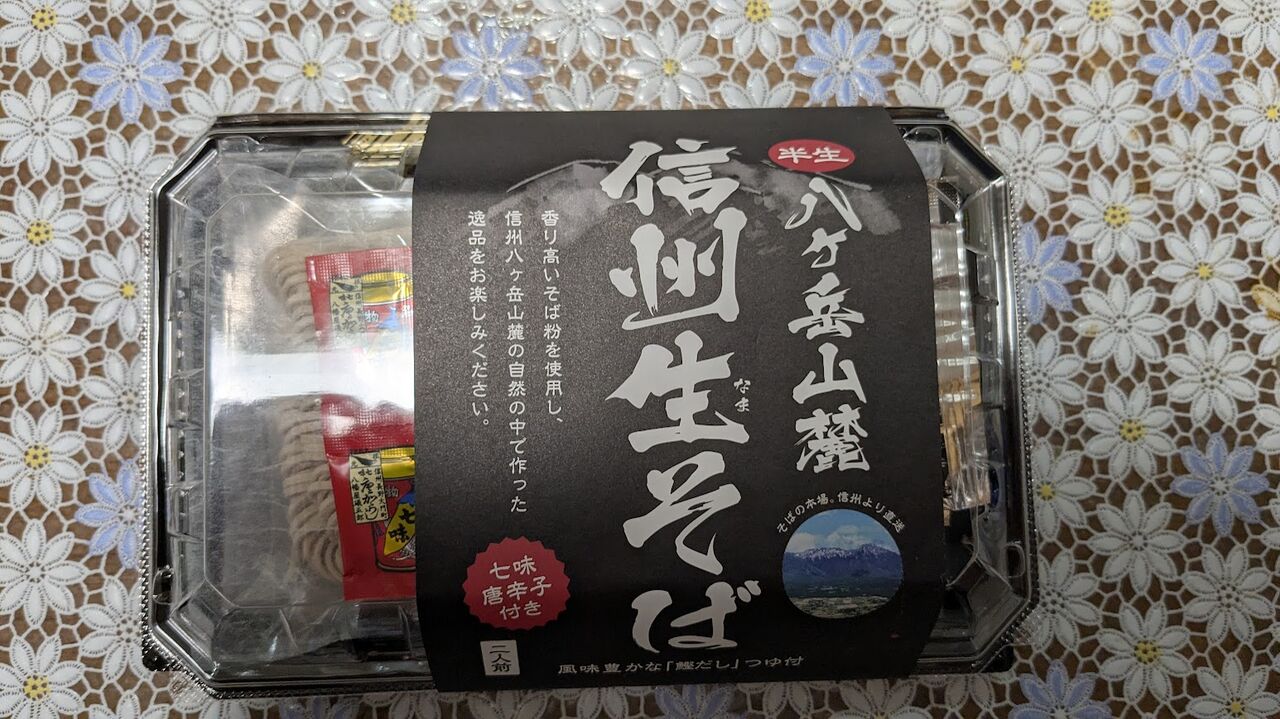 半生
八ヶ岳山麓
信州生そば
なま
香り高いそば粉を使用し、
信州八ヶ岳山麓の自然の中で作った
逸品をお楽しみください。
そばの本場。信州より直送
七味
唐辛子
付き
二人前
風味豊かな「鰹だし」つゆ付
物
七味